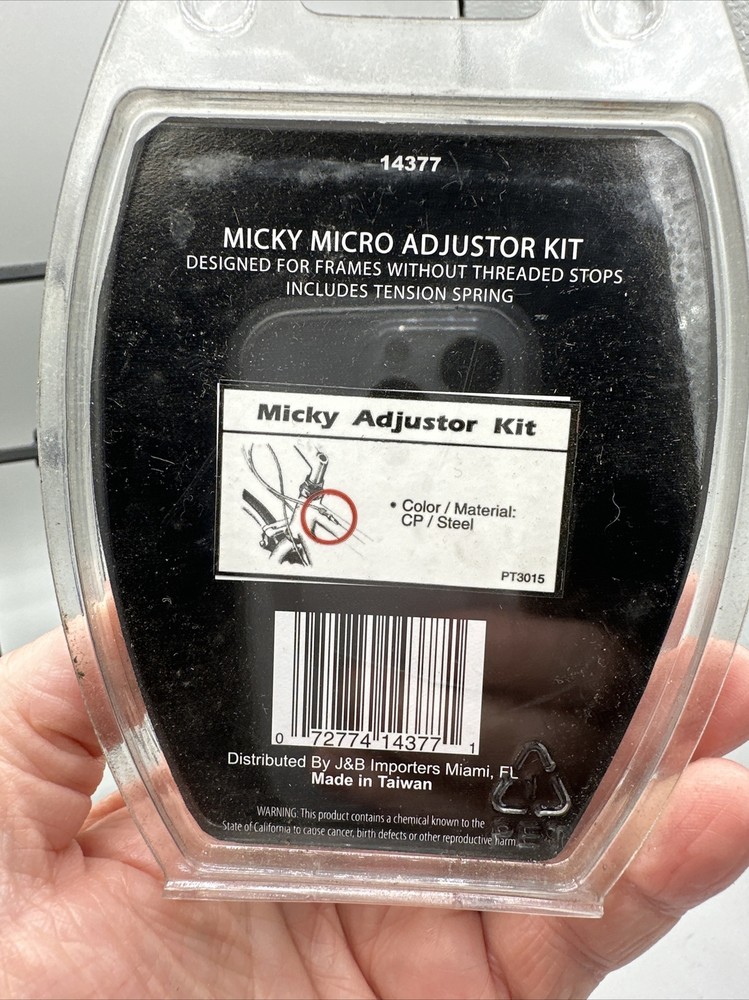 14377
MICKY MICRO ADJUSTOR KIT
DESIGNED FOR FRAMES WITHOUT THREADED STOPS
INCLUDES TENSION SPRING
Micky Adjustor Kit
• Color / Material:
CP / Steel
PT3015
0 72774 14377 1
Distributed By J&B Importers Miami, FL
Made in Taiwan
WARNING: This product contains a chemical known to the
State of California to cause cancer, birth defects or other reproductive harm.
1
PET